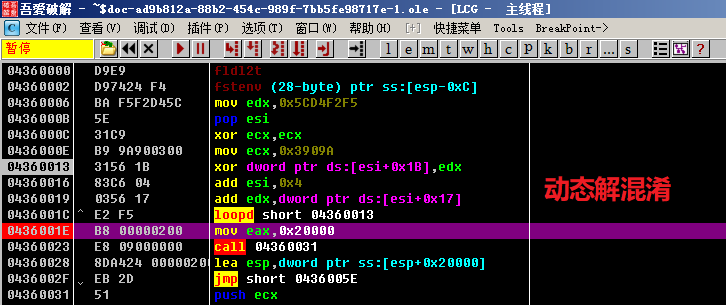 吾爱破解 - ~$doc-ad9b812a-88b2-454c-989f-7bb5fe98717e-1.ole - [LCG - 主线程]
C 文件(F) 查看(V) 调试(D) 插件(P) 选项(T) 窗口(W) 帮助(H) [+] 快捷菜单 Tools BreakPoint->
暂停 l e m t w h c P k b r ... s
04360000 D9E9 fldl2t
04360002 D97424 F4 fstenv (28-byte) ptr ss:[esp-0xC]
04360006 BA F5F2D45C mov edx,0x5CD4F2F5
0436000B 5E pop esi
0436000C 31C9 xor ecx,ecx
0436000E B9 9A900300 mov ecx,0x3909A
04360013 3156 1B xor dword ptr ds:[esi+0x1B],edx
04360016 83C6 04 add esi,0x4
04360019 0356 17 add edx,dword ptr ds:[esi+0x17]
0436001C ^ E2 F5 loopd short 04360013
0436001E B8 00000200 mov eax,0x20000
04360023 E8 09000000 call 04360031
04360028 8DA424 00000200 lea esp,dword ptr ss:[esp+0x20000]
0436002F EB 2D jmp short 0436005E
04360031 51 push ecx
动态解混淆